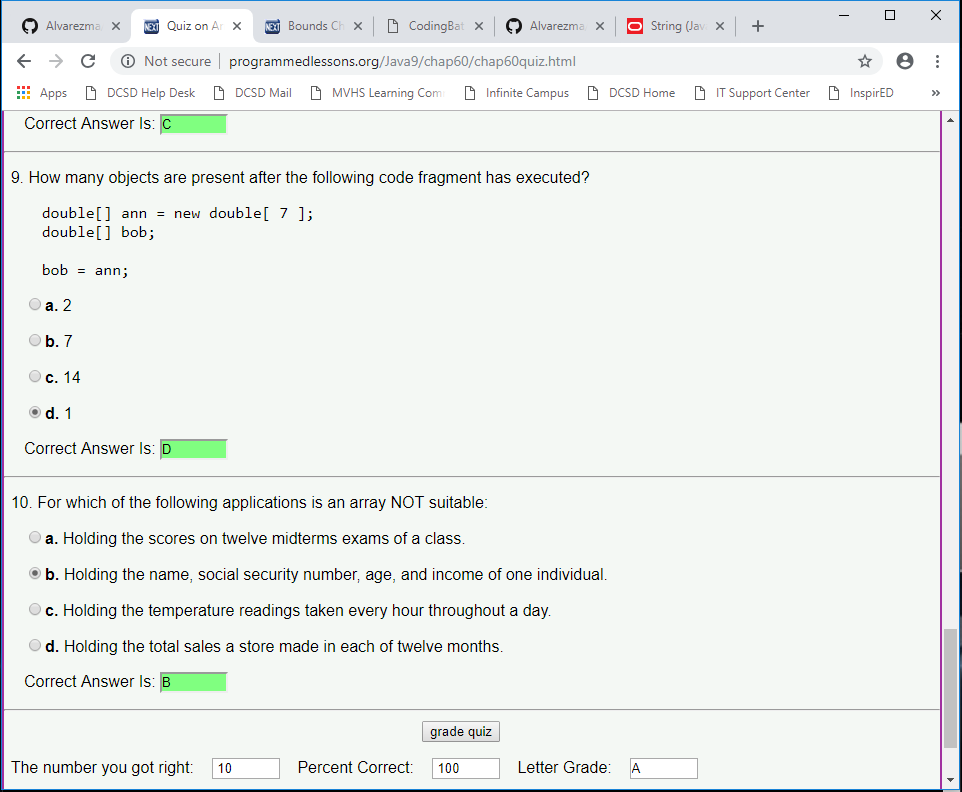 Alvarezma
Quiz on Ar
Bounds Ch
CodingBat
Alvarezma
String (Jav
Not secure | programmedlessons.org/Java9/chap60/chap60quiz.html
Apps
DCSD Help Desk
DCSD Mail
MVHS Learning Com
Infinite Campus
DCSD Home
IT Support Center
InspirED
»
Correct Answer Is: C
9. How many objects are present after the following code fragment has executed?
double[] ann = new double[ 7 ];
double[] bob;
bob = ann;
a. 2
b. 7
c. 14
d. 1
Correct Answer Is: D
10. For which of the following applications is an array NOT suitable:
a. Holding the scores on twelve midterms exams of a class.
b. Holding the name, social security number, age, and income of one individual.
c. Holding the temperature readings taken every hour throughout a day.
d. Holding the total sales a store made in each of twelve months.
Correct Answer Is: B
grade quiz
The number you got right: 10 Percent Correct: 100 Letter Grade: A